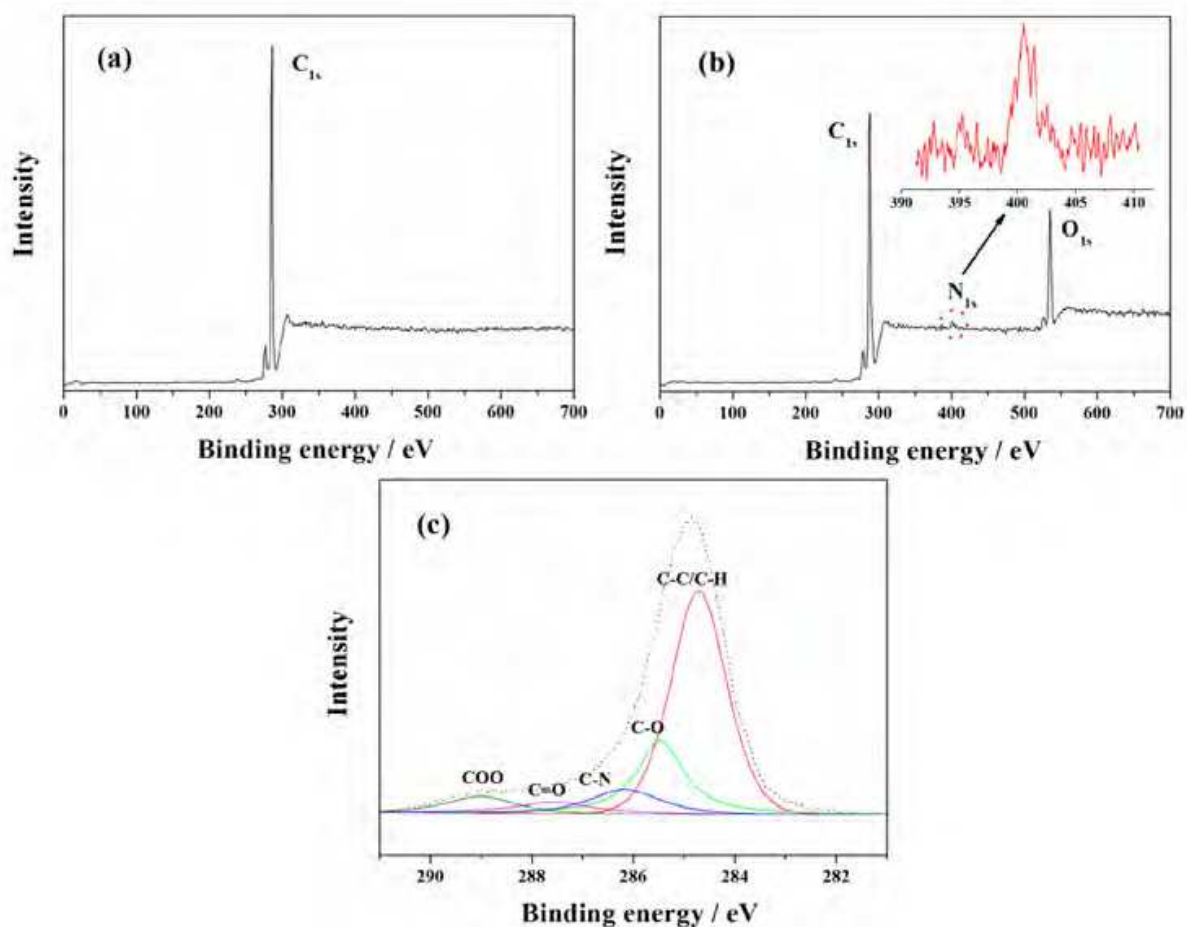 (a)
C1s
Intensity
0 100 200 300 400 500 600 700
Binding energy / eV
(b)
C1s
390 395 400 405 410
O1s
N1s
Intensity
0 100 200 300 400 500 600 700
Binding energy / eV
(c)
C-C/C-H
C-O
C-N
C=O
COO
Intensity
290 288 286 284 282
Binding energy / eV